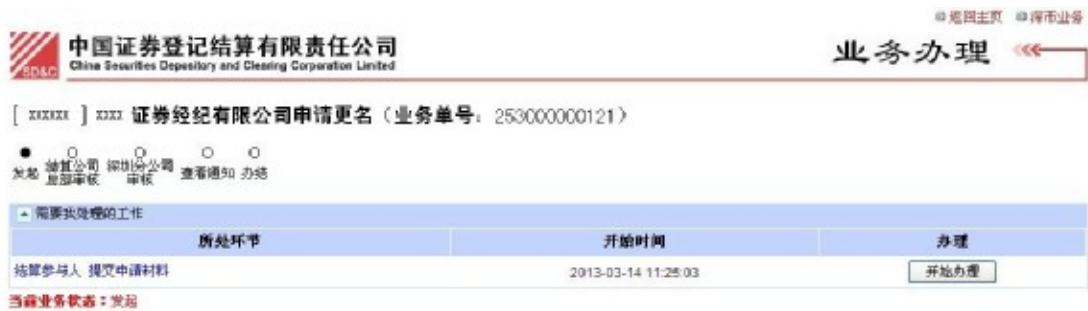 返回主页 深市业务
SD&C
中国证券登记结算有限责任公司
China Securities Depository and Clearing Corporation Limited
业务办理
[ xxxxxx ] xxxx 证券经纪有限公司申请更名（业务单号：253000000121）
发起 结算公司总部审核 深圳分公司审核 查看通知 办结
需要我处理的工作
所处环节 开始时间 办理
结算参与人 提交申请材料 2013-03-14 11:25:03 开始办理
当前业务状态：发起